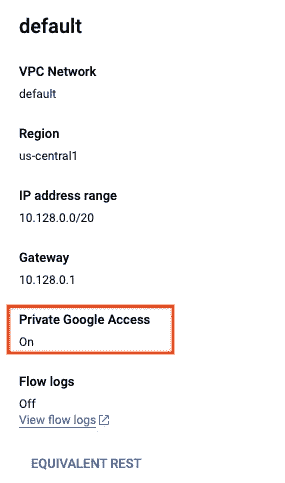 default
VPC Network
default
Region
us-central1
IP address range
10.128.0.0/20
Gateway
10.128.0.1
Private Google Access
On
Flow logs
Off
View flow logs
EQUIVALENT REST